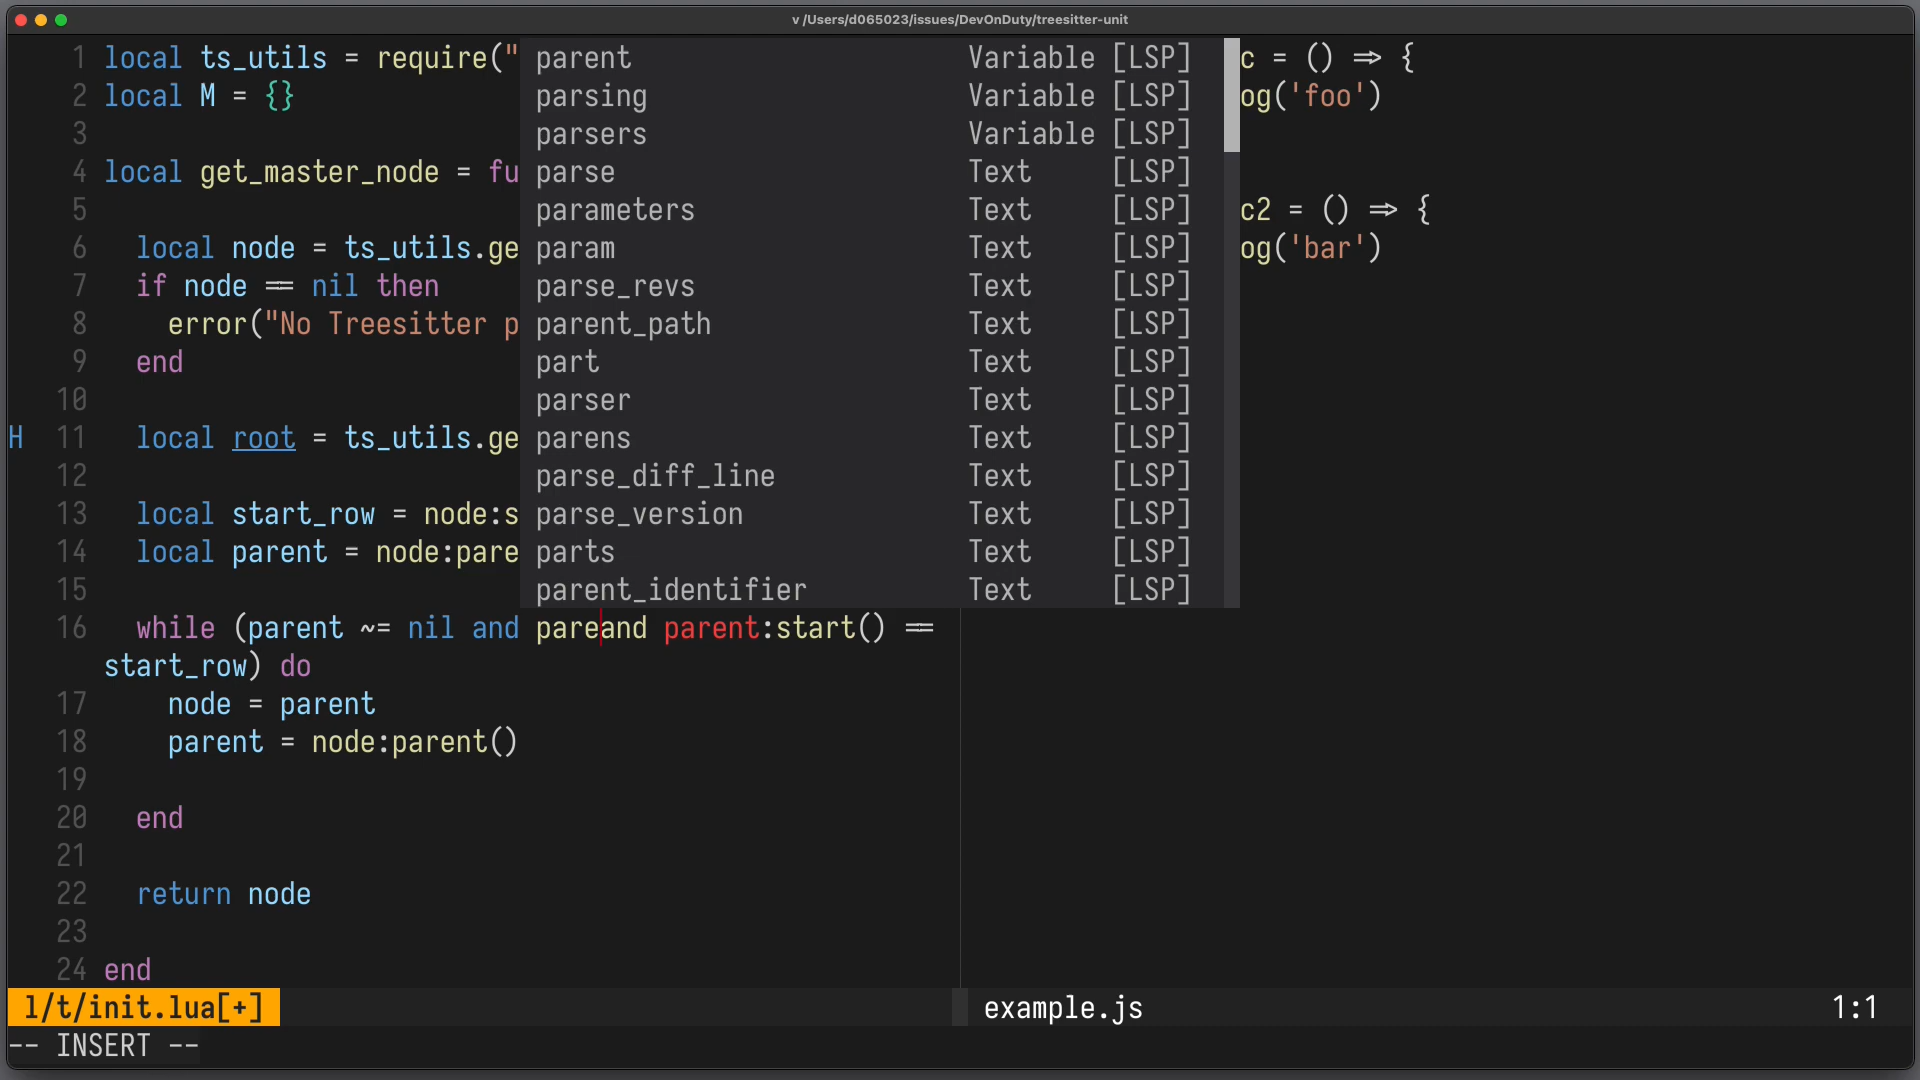 v /Users/d065023/issues/DevOnDuty/treesitter-unit
1 local ts_utils = require("
2 local M = {}
3
4 local get_master_node = fu
5
6 local node = ts_utils.ge
7 if node == nil then
8 error("No Treesitter p
9 end
10
H 11 local root = ts_utils.ge
12
13 local start_row = node:s
14 local parent = node:pare
15
16 while (parent ~= nil and pareand parent:start() ==
start_row) do
17 node = parent
18 parent = node:parent()
19
20 end
21
22 return node
23
24 end
parent Variable [LSP]
parsing Variable [LSP]
parsers Variable [LSP]
parse Text [LSP]
parameters Text [LSP]
param Text [LSP]
parse_revs Text [LSP]
parent_path Text [LSP]
part Text [LSP]
parser Text [LSP]
parens Text [LSP]
parse_diff_line Text [LSP]
parse_version Text [LSP]
parts Text [LSP]
parent_identifier Text [LSP]
c = () => {
og('foo')
c2 = () => {
og('bar')
l/t/init.lua[+]
example.js 1:1
-- INSERT --